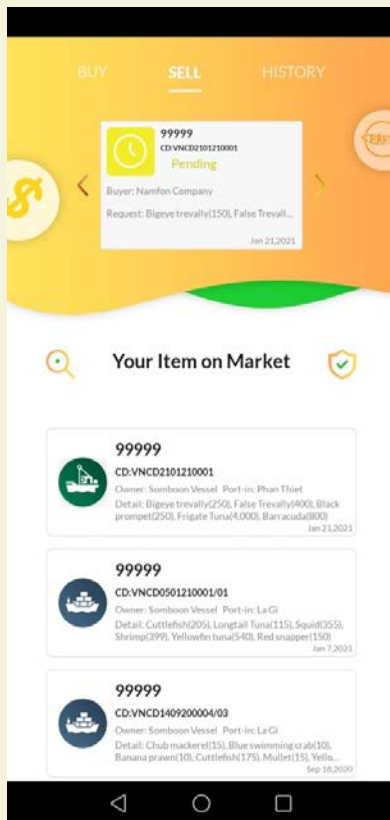 BUY SELL HISTORY
99999
CD:VNCD2101210001
Pending
Buyer: Namfon Company
Request: Bigeye trevally(150), False Trevall...
Jan 21,2021
Your Item on Market
99999
CD:VNCD2101210001
Owner: Somboon Vessel Port-in: Phan Thiet
Detail: Bigeye trevally(250), False Trevally(400), Black
prompet(250), Frigate Tuna(4,000), Barracuda(800)
Jan 21,2021
99999
CD:VNCD0501210001/01
Owner: Somboon Vessel Port-in: La Gi
Detail: Cuttlefish(205), Longtail Tuna(115), Squid(355),
Shrimp(399), Yellowfin tuna(540), Red snapper(150)
Jan 7,2021
99999
CD:VNCD1409200004/03
Owner: Somboon Vessel Port-in: La Gi
Detail: Chub mackerel(15), Blue swimming crab(10),
Banana prawn(10), Cuttlefish(175), Mullet(15), Yello...
Sep 18,2020